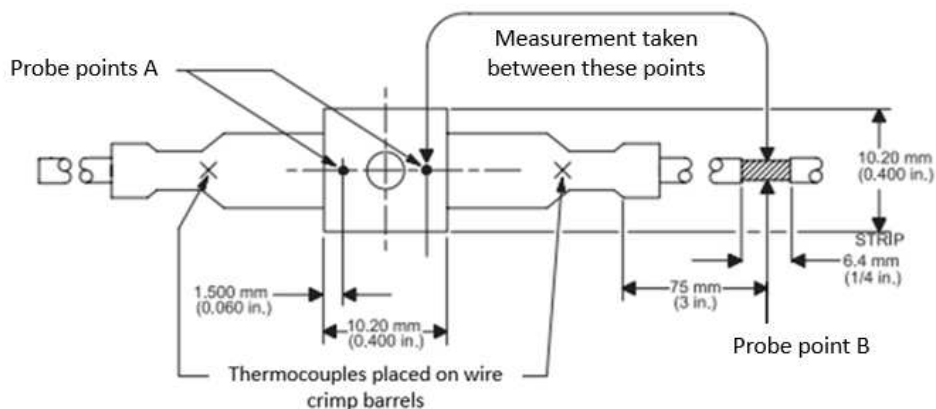 Probe points A
Measurement taken
between these points
10.20 mm
(0.400 in.)
STRIP
6.4 mm
(1/4 in.)
1.500 mm
(0.060 in.)
75 mm
(3 in.)
10.20 mm
(0.400 in.)
Probe point B
Thermocouples placed on wire
crimp barrels